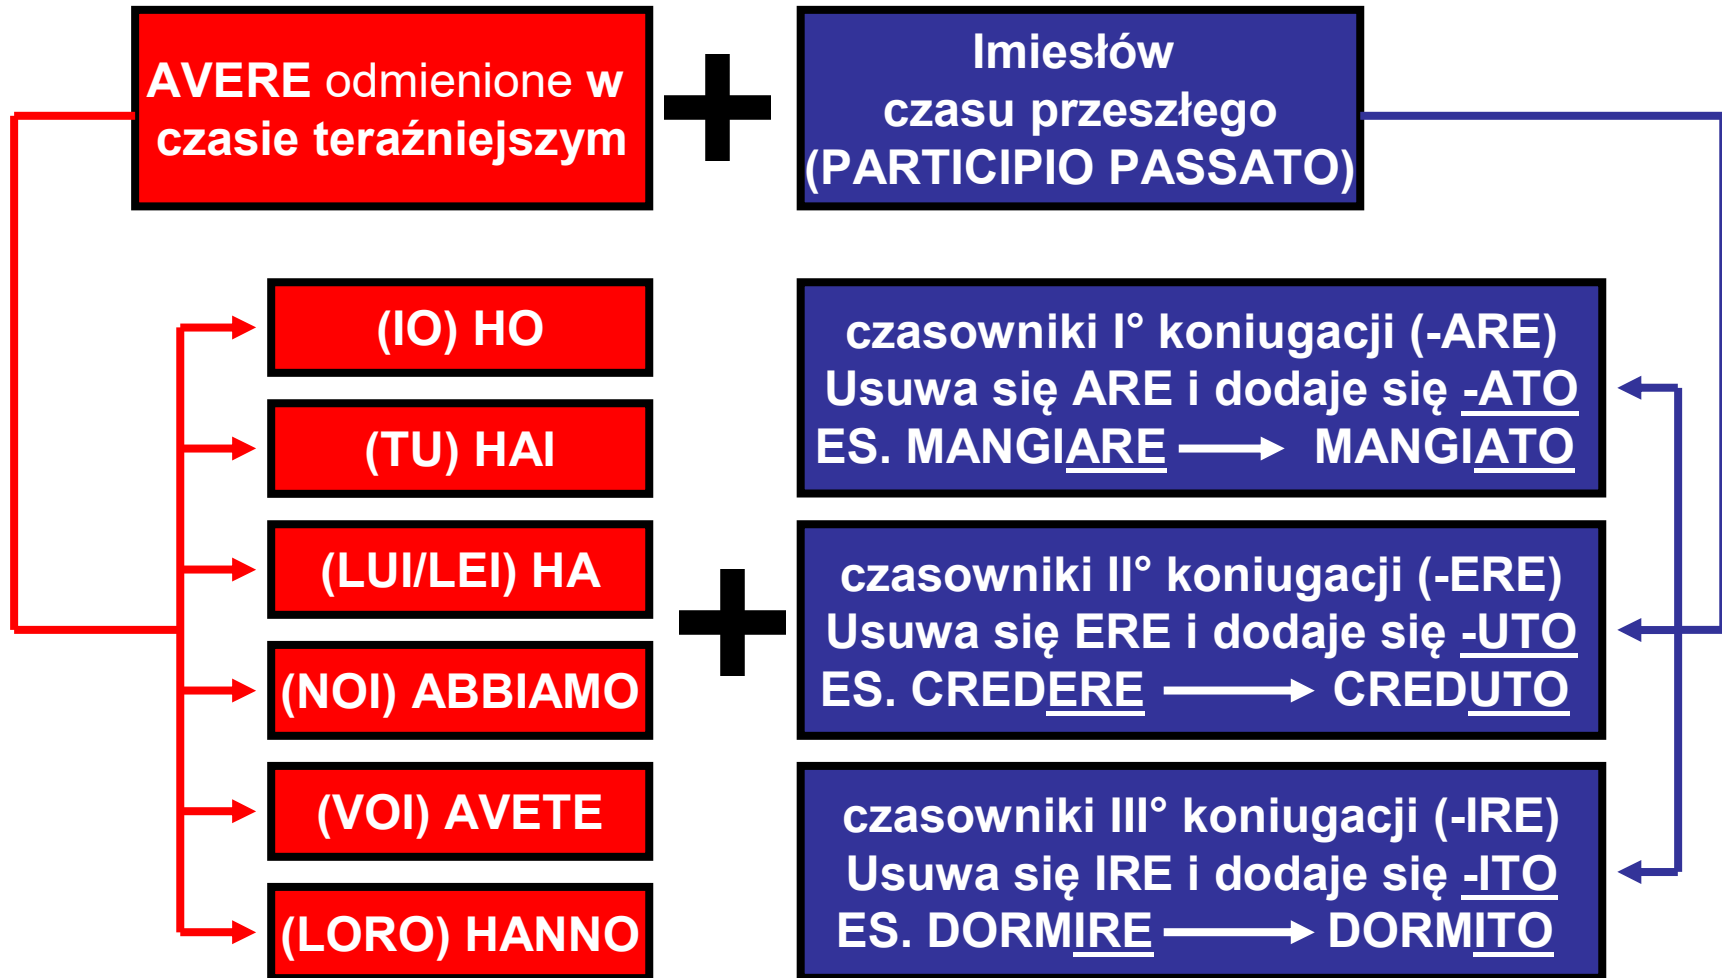 AVERE odmienione w
czasie teraźniejszym
+
Imiesłów
czasu przeszłego
(PARTICIPIO PASSATO)
(IO) HO
(TU) HAI
(LUI/LEI) HA
(NOI) ABBIAMO
(VOI) AVETE
(LORO) HANNO
+
czasowniki I° koniugacji (-ARE)
Usuwa się ARE i dodaje się -ATO
ES. MANGIARE → MANGIATO
czasowniki II° koniugacji (-ERE)
Usuwa się ERE i dodaje się -UTO
ES. CREDERE → CREDUTO
czasowniki III° koniugacji (-IRE)
Usuwa się IRE i dodaje się -ITO
ES. DORMIRE → DORMITO